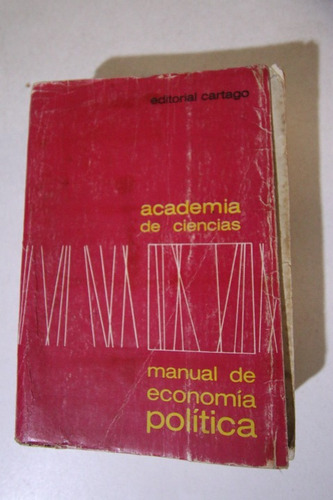 editorial cartago
academia
de ciencias
manual de
economía
política